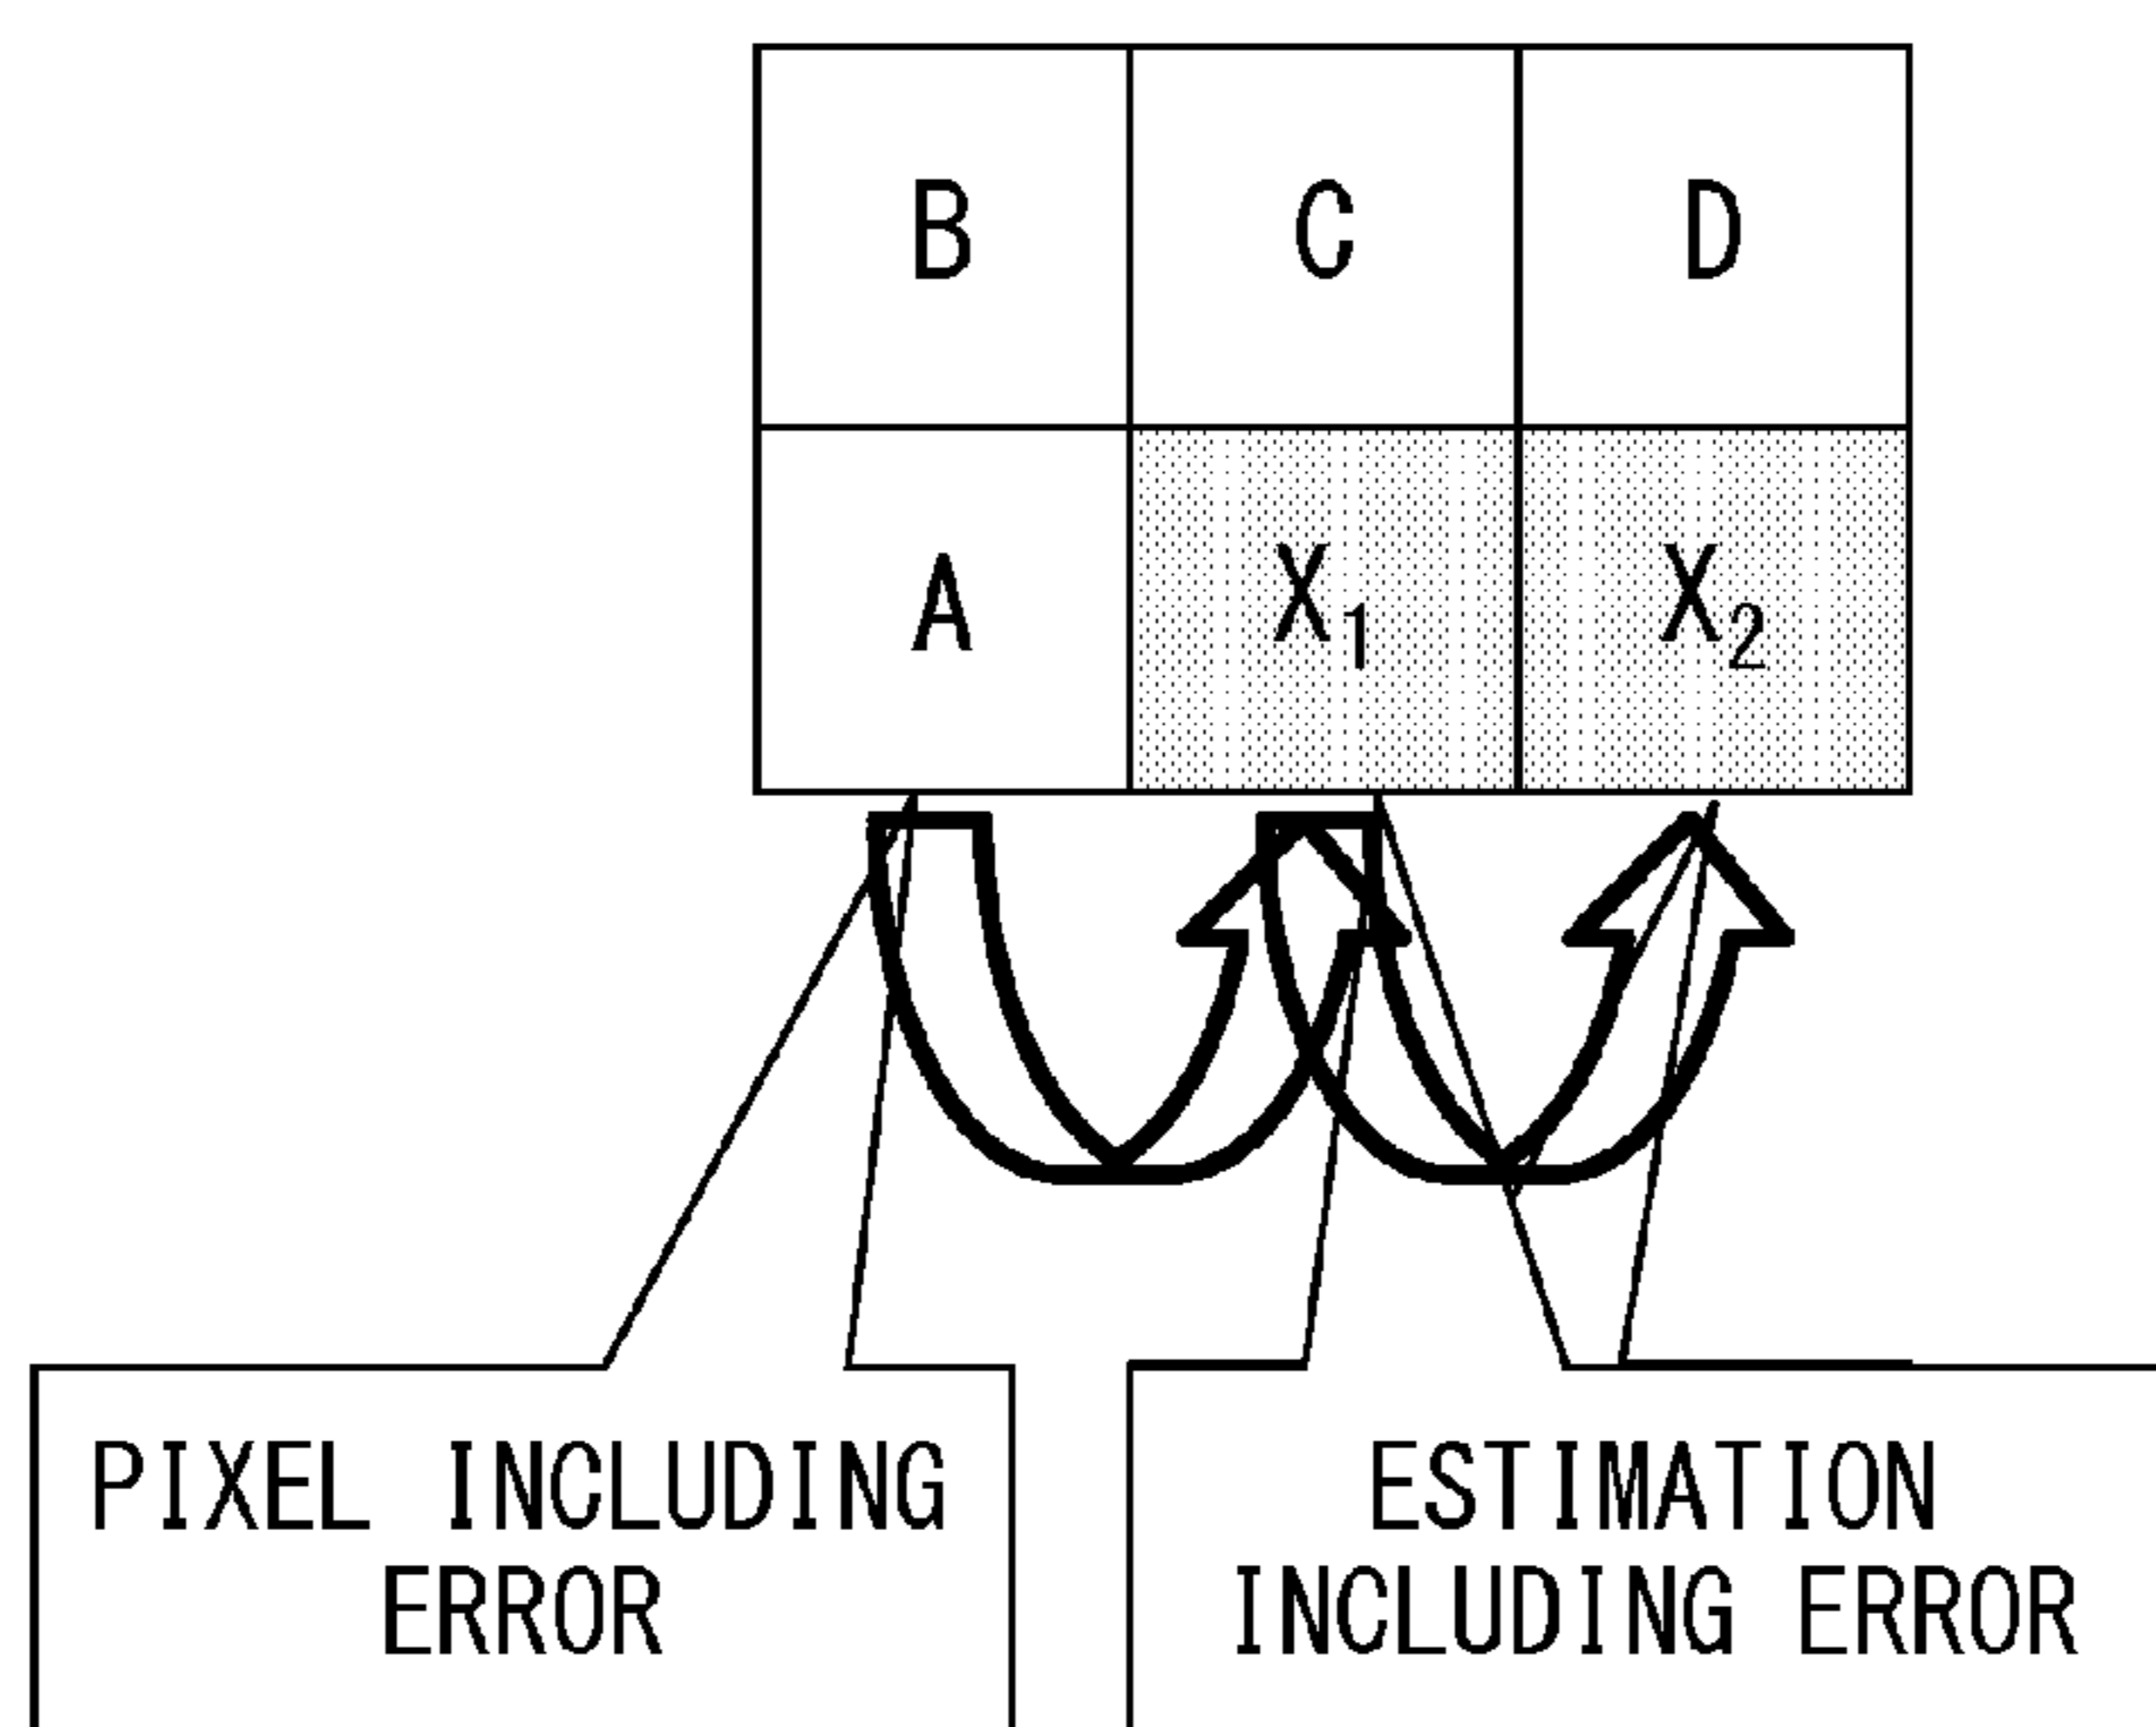 B C D
A X₁ X₂
PIXEL INCLUDING
ERROR
ESTIMATION
INCLUDING ERROR